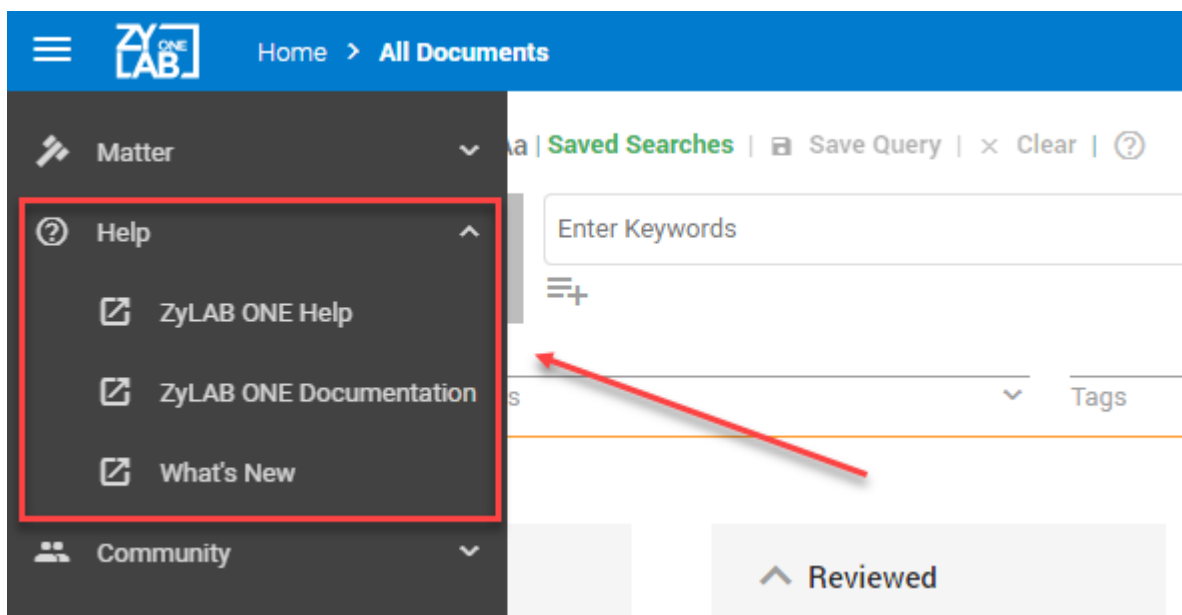 ZY ONE
LAB
Home > All Documents
Matter
Aa | Saved Searches | Save Query | × Clear |
Help
Enter Keywords
ZyLAB ONE Help
ZyLAB ONE Documentation
s
Tags
What's New
Community
Reviewed